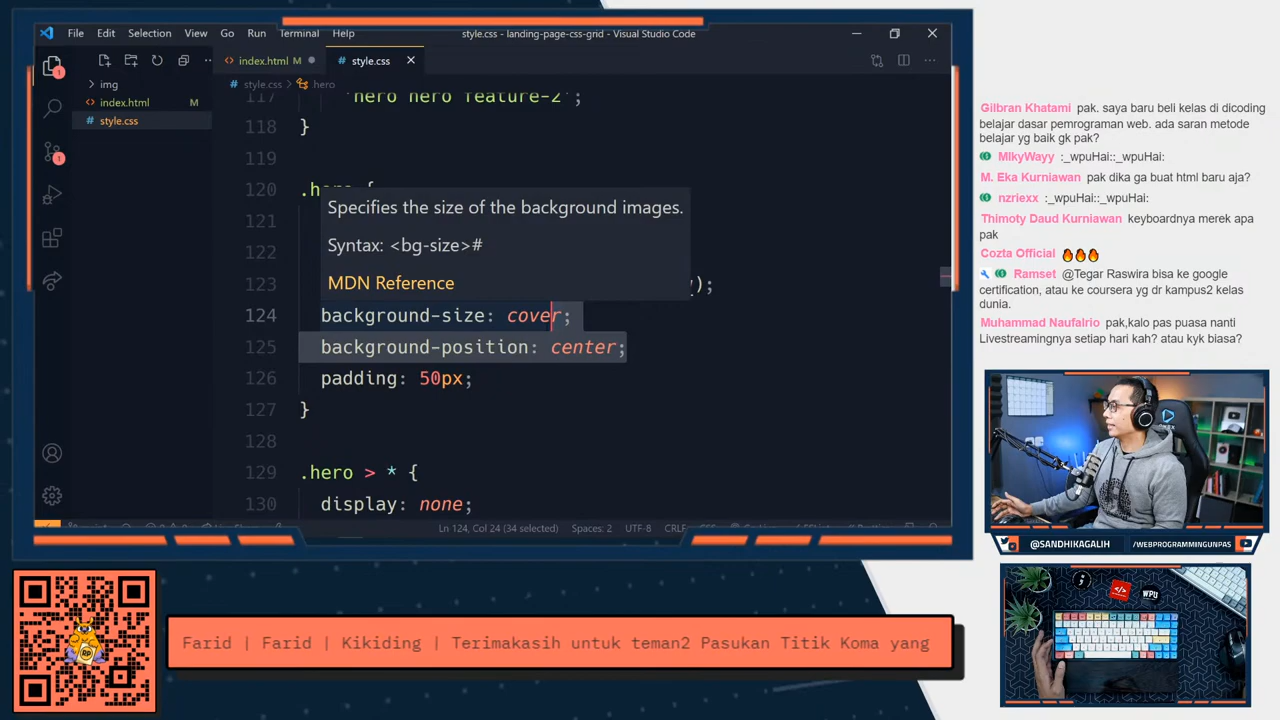 File Edit Selection View Go Run Terminal Help
style.css - landing-page-css-grid - Visual Studio Code
index.html M
style.css
style.css > hero
img
index.html M
style.css
1
1
117 'hero hero feature-2';
118 }
119
120 .hero {
121
122
123 );
124 background-size: cover;
125 background-position: center;
126 padding: 50px;
127 }
128
129 .hero > * {
130 display: none;
Specifies the size of the background images.
Syntax: <bg-size>#
MDN Reference
Ln 124, Col 24 (34 selected) Spaces: 2 UTF-8 CRLF
Gilbran Khatami pak. saya baru beli kelas di dicoding
belajar dasar pemrograman web. ada saran metode
belajar yg baik gk pak?
MlkyWayy :_wpuHai::_wpuHai:
M. Eka Kurniawan pak dika ga buat html baru aja?
nzriexx :_wpuHai::_wpuHai:
Thimoty Daud Kurniawan keyboardnya merek apa
pak
Cozta Official 🔥🔥🔥
Ramset @Tegar Raswira bisa ke google
certification, atau ke coursera yg dr kampus2 kelas
dunia.
Muhammad Naufalrio pak,kalo pas puasa nanti
Livestreamingnya setiap hari kah? atau kyk biasa?
@SANDHIKAGALIH /WEBPROGRAMMINGUNPAS
WPU
Farid | Farid | Kikiding | Terimakasih untuk teman2 Pasukan Titik Koma yang